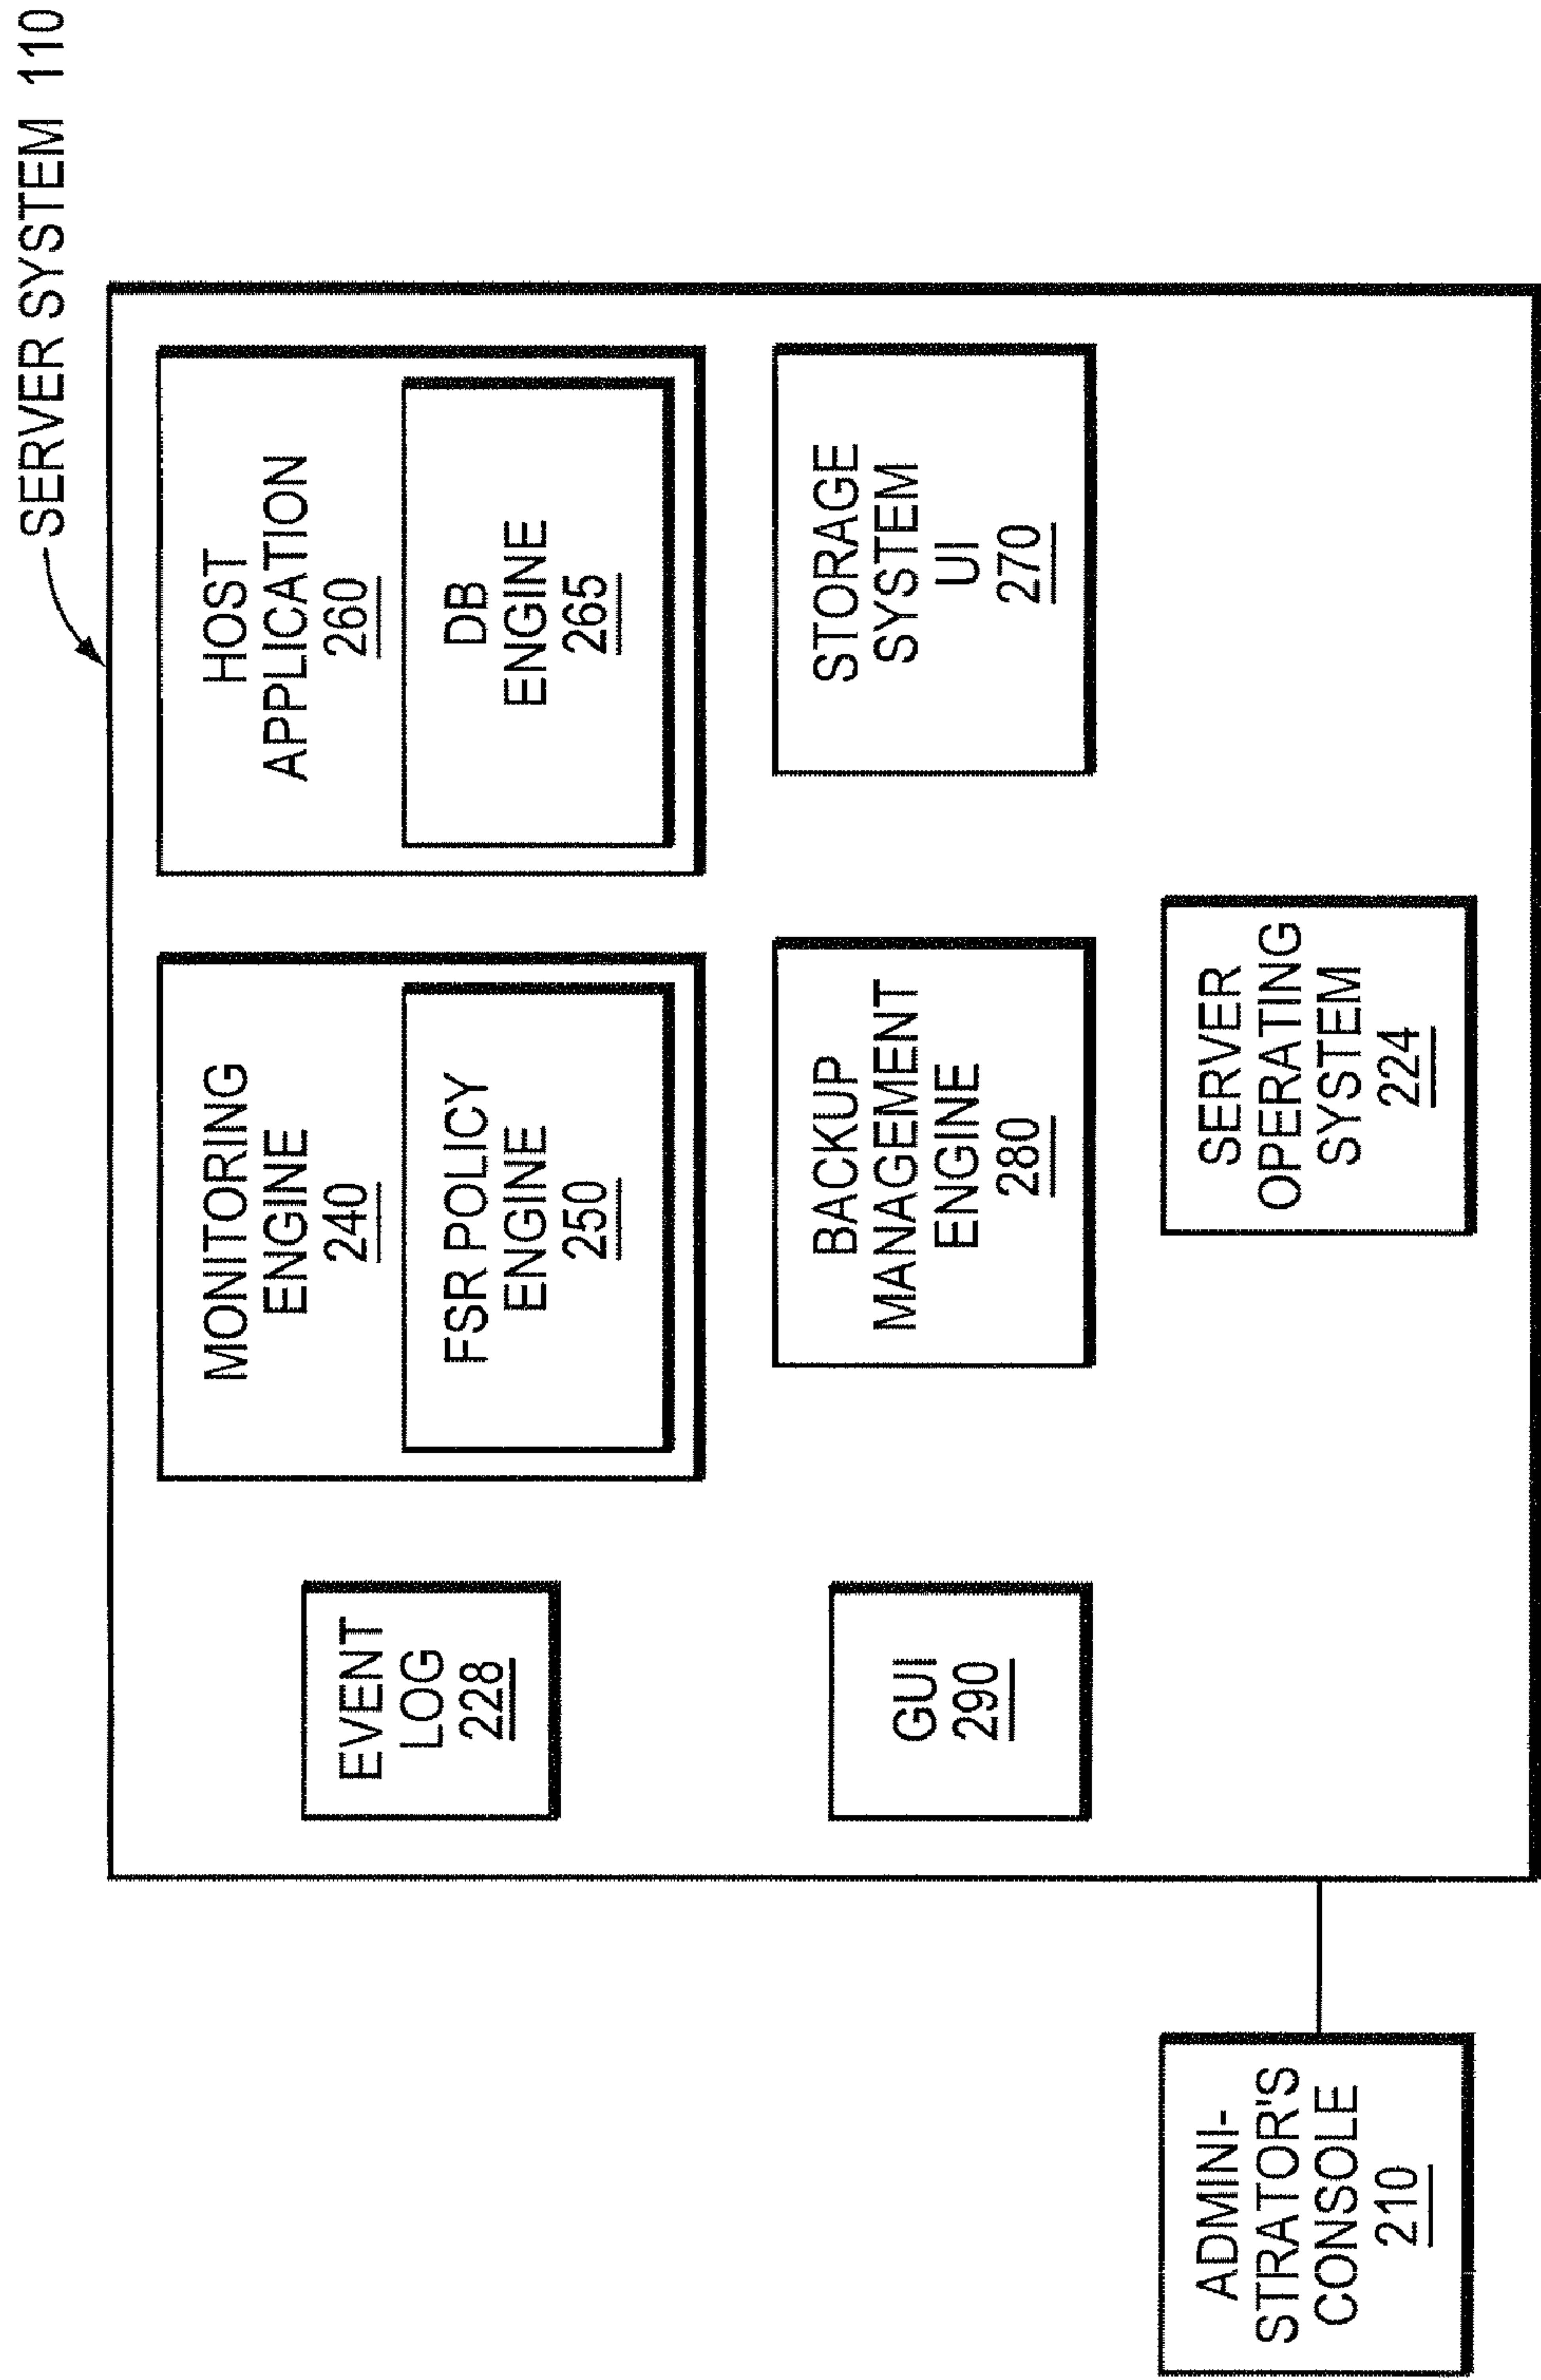 SERVER SYSTEM 110
EVENT
LOG
228
MONITORING
ENGINE
240
FSR POLICY
ENGINE
250
HOST
APPLICATION
260
DB
ENGINE
265
GUI
290
BACKUP
MANAGEMENT
ENGINE
280
STORAGE
SYSTEM
UI
270
ADMINI-
STRATOR'S
CONSOLE
210
SERVER
OPERATING
SYSTEM
224